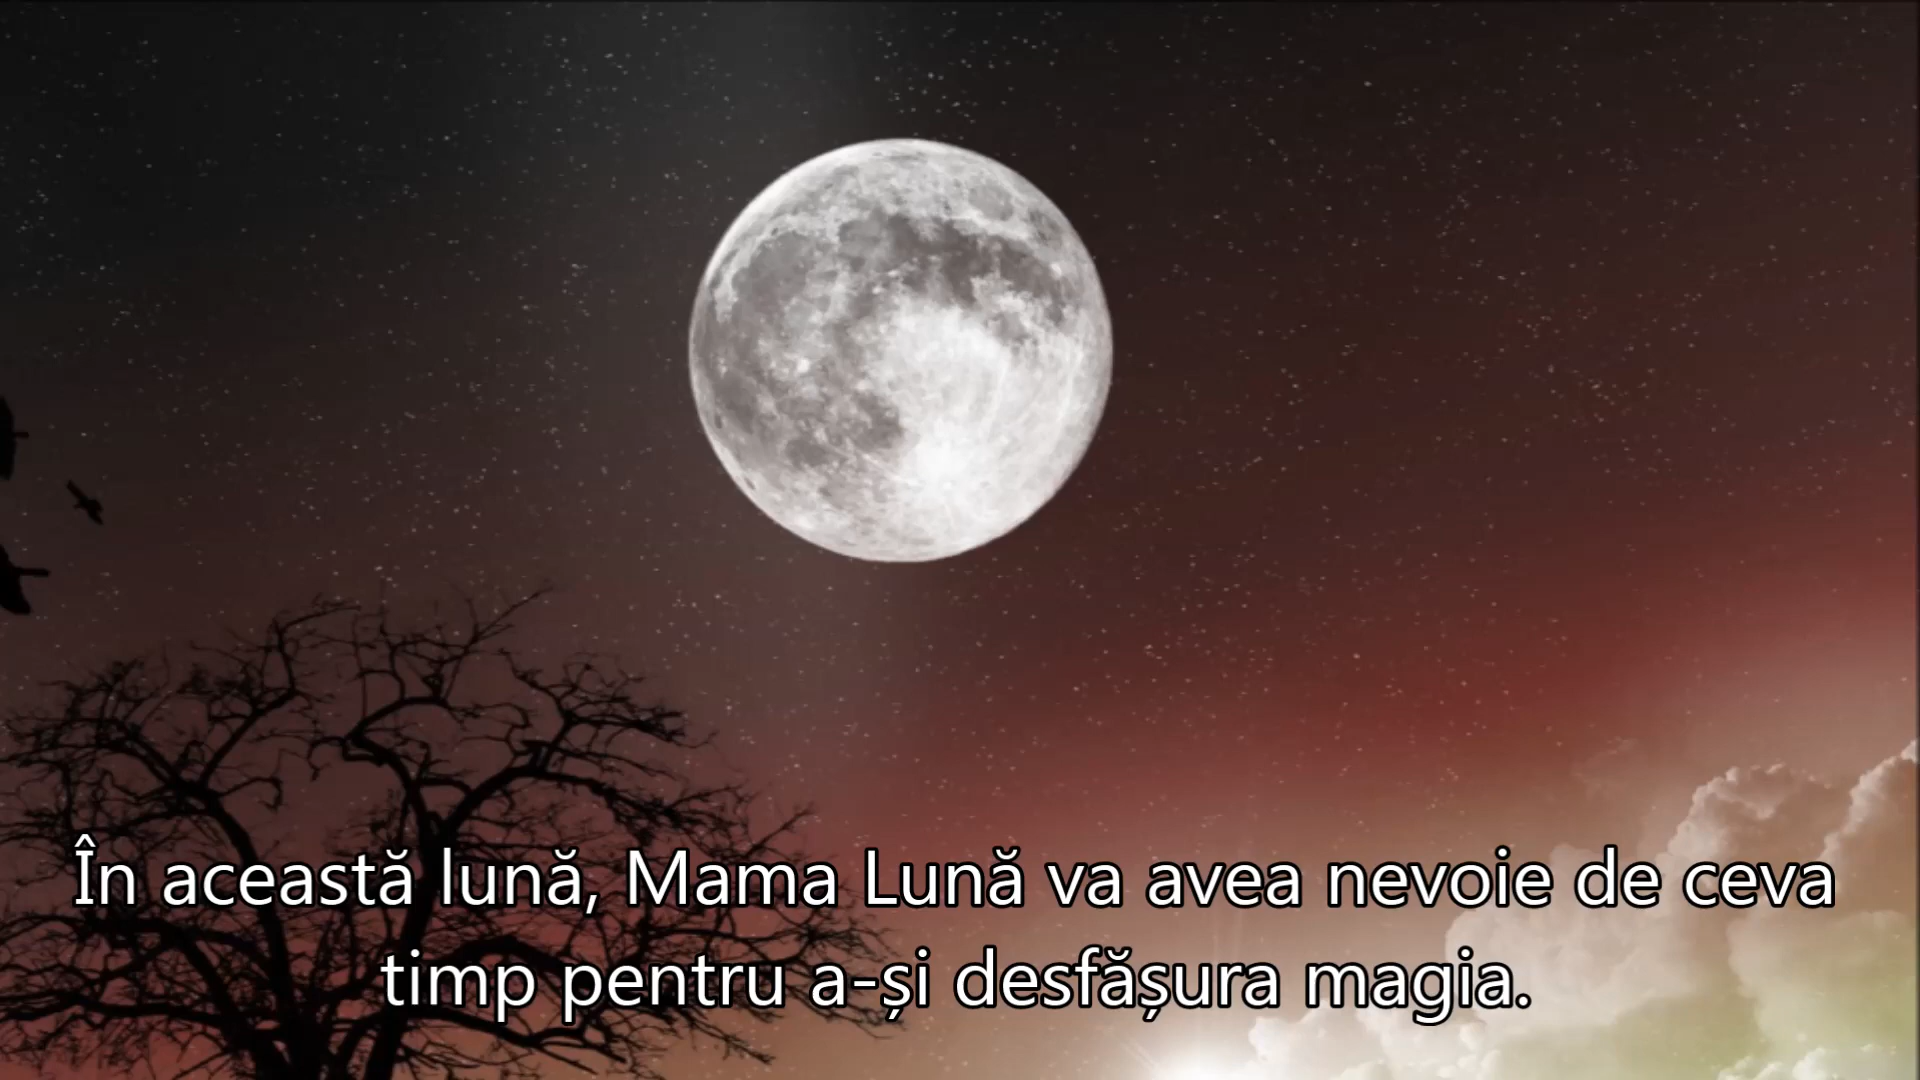 În această lună, Mama Lună va avea nevoie de ceva
timp pentru a-și desfășura magia.